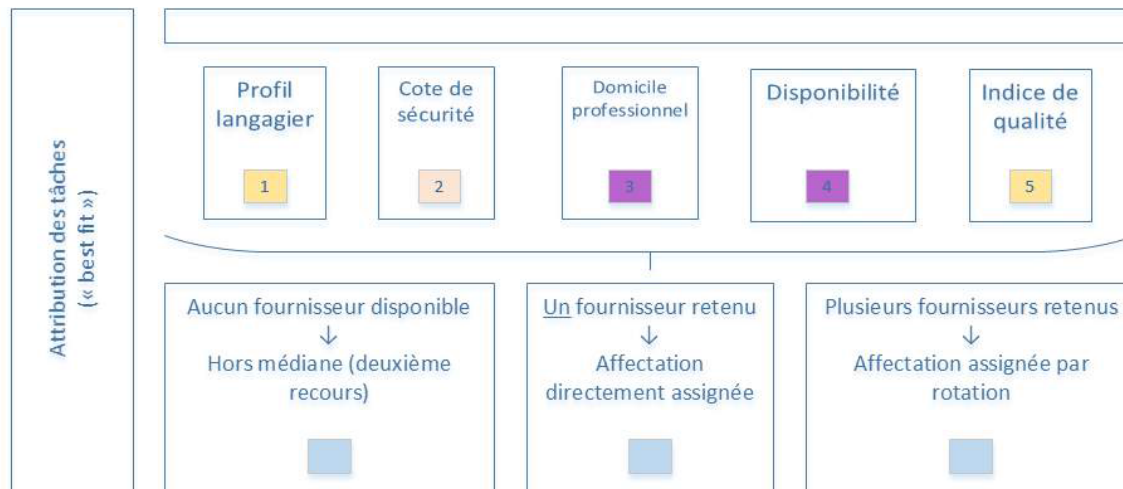 Attribution des tâches
(« best fit »)
Profil
langagier
1
Cote de
sécurité
2
Domicile
professionnel
3
Disponibilité
4
Indice de
qualité
5
Aucun fournisseur disponible
↓
Hors médiane (deuxième
recours)
Un fournisseur retenu
↓
Affectation
directement assignée
Plusieurs fournisseurs retenus
↓
Affectation assignée par
rotation